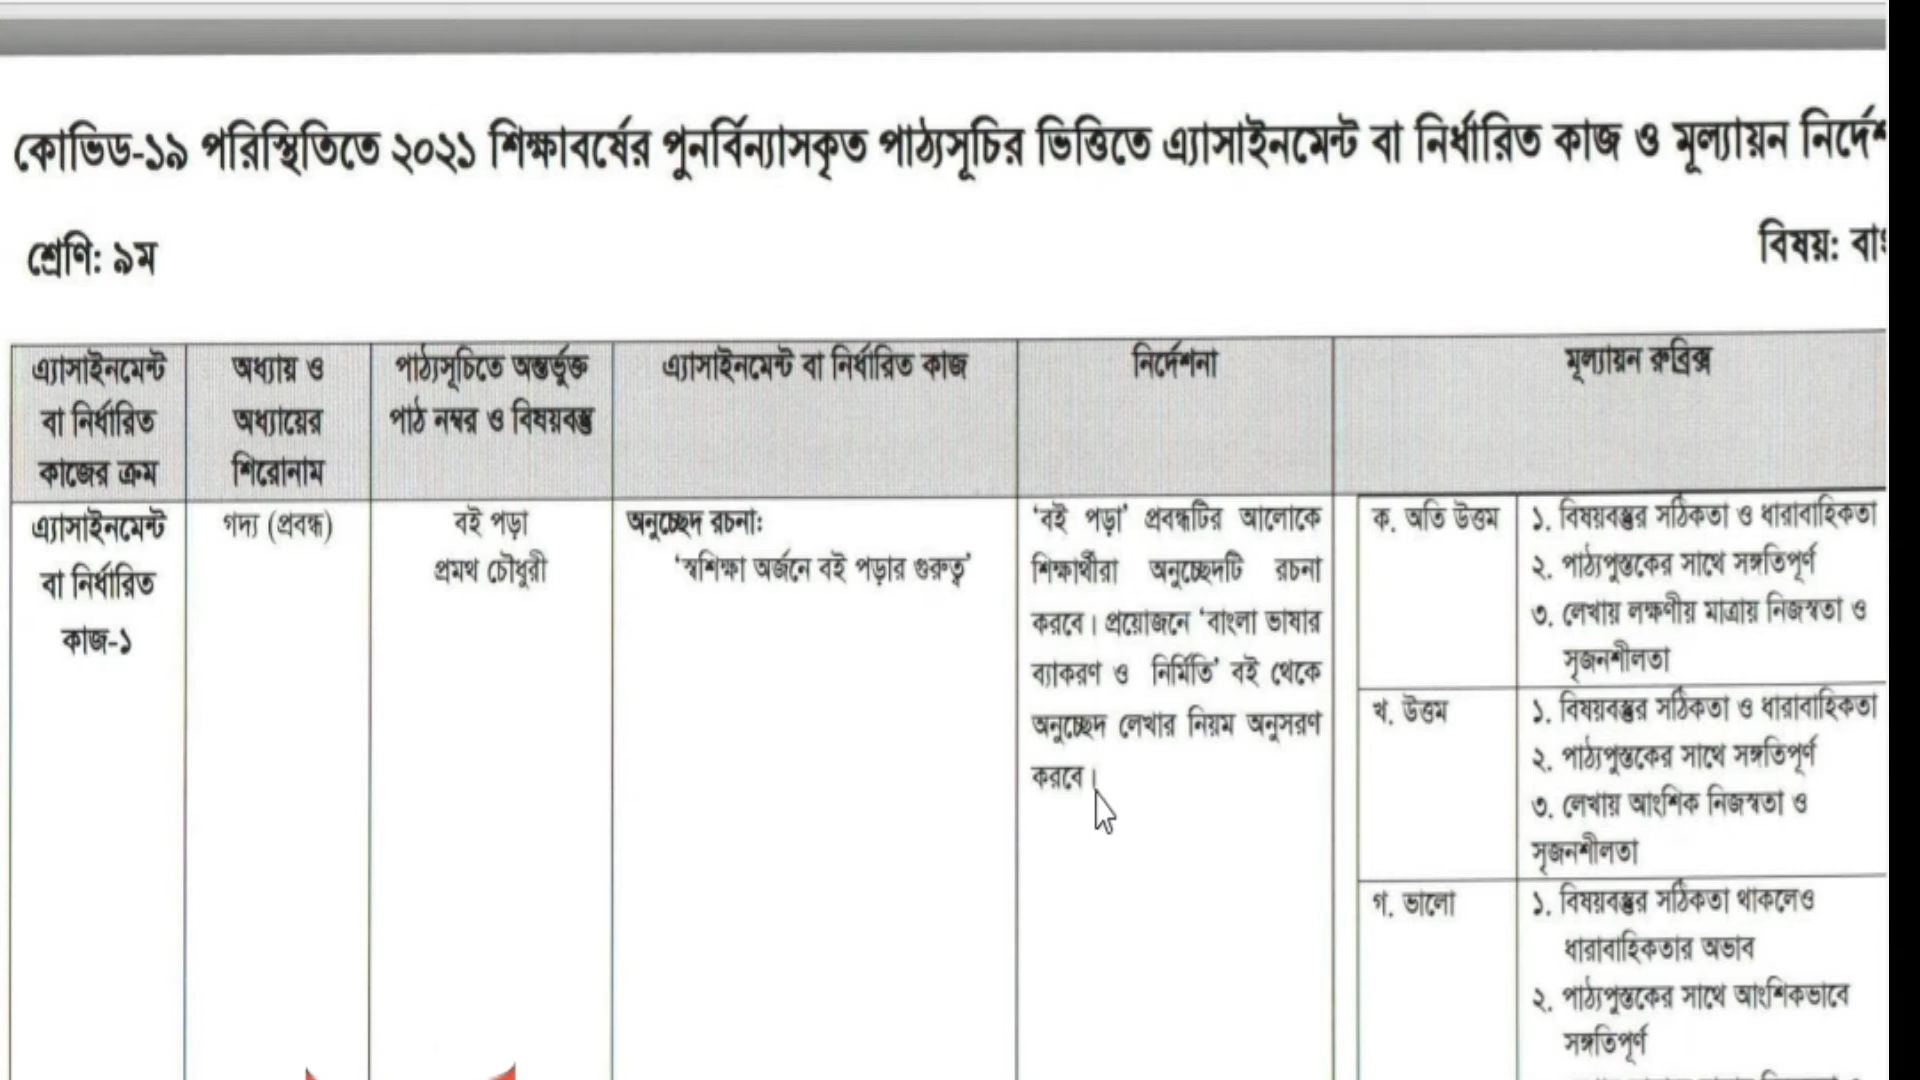 কোভিড-১৯ পরিস্থিতিতে ২০২১ শিক্ষাবর্ষের পুনর্বিন্যাসকৃত পাঠ্যসূচির ভিত্তিতে এ্যাসাইনমেন্ট বা নির্ধারিত কাজ ও মূল্যায়ন
শ্রেণি: ৯ম
বিষয়:
এ্যাসাইনমেন্ট
বা নির্ধারিত
কাজের ক্রম
অধ্যায় ও
অধ্যায়ের
শিরোনাম
পাঠ্যসূচিতে অন্তর্ভুক্ত
পাঠ নম্বর ও বিষয়বস্তু
এ্যাসাইনমেন্ট বা নির্ধারিত কাজ
নির্দেশনা
মূল্যায়ন রুব্রিক্স
এ্যাসাইনমেন্ট
বা নির্ধারিত
কাজ-১
গদ্য (প্রবন্ধ)
বই পড়া
প্রমথ চৌধুরী
অনুচ্ছেদ রচনা:
‘স্বশিক্ষা অর্জনে বই পড়ার গুরুত্ব’
‘বই পড়া’ প্রবন্ধটির আলোকে
শিক্ষার্থীরা অনুচ্ছেদটি রচনা
করবে। প্রয়োজনে ‘বাংলা ভাষার
ব্যাকরণ ও নির্মিতি’ বই থেকে
অনুচ্ছেদ লেখার নিয়ম অনুসরণ
করবে।
ক. অতি উত্তম
১. বিষয়বস্তুর সঠিকতা ও ধারাবাহিকতা
২. পাঠ্যপুস্তকের সাথে সঙ্গতিপূর্ণ
৩. লেখায় লক্ষণীয় মাত্রায় নিজস্বতা ও
সৃজনশীলতা
খ. উত্তম
১. বিষয়বস্তুর সঠিকতা ও ধারাবাহিকতা
২. পাঠ্যপুস্তকের সাথে সঙ্গতিপূর্ণ
৩. লেখায় আংশিক নিজস্বতা ও
সৃজনশীলতা
গ. ভালো
১. বিষয়বস্তুর সঠিকতা থাকলেও
ধারাবাহিকতার অভাব
২. পাঠ্যপুস্তকের সাথে আংশিকভাবে
সঙ্গতিপূর্ণ